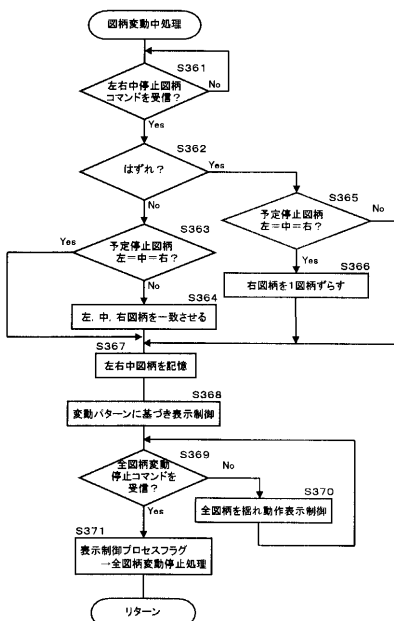 図柄変動中処理
S361
左右中停止図柄
コマンドを受信？
No
Yes
S362
はずれ？
Yes
No
S363
予定停止図柄
左＝中＝右？
Yes
No
S365
予定停止図柄
左＝中＝右？
No
Yes
S366
右図柄を1図柄ずらす
S364
左、中、右図柄を一致させる
S367
左右中図柄を記憶
S368
変動パターンに基づき表示制御
S369
全図柄変動
停止コマンドを
受信？
No
Yes
S370
全図柄を揺れ動作表示制御
S371
表示制御プロセスフラグ
→全図柄変動停止処理
リターン